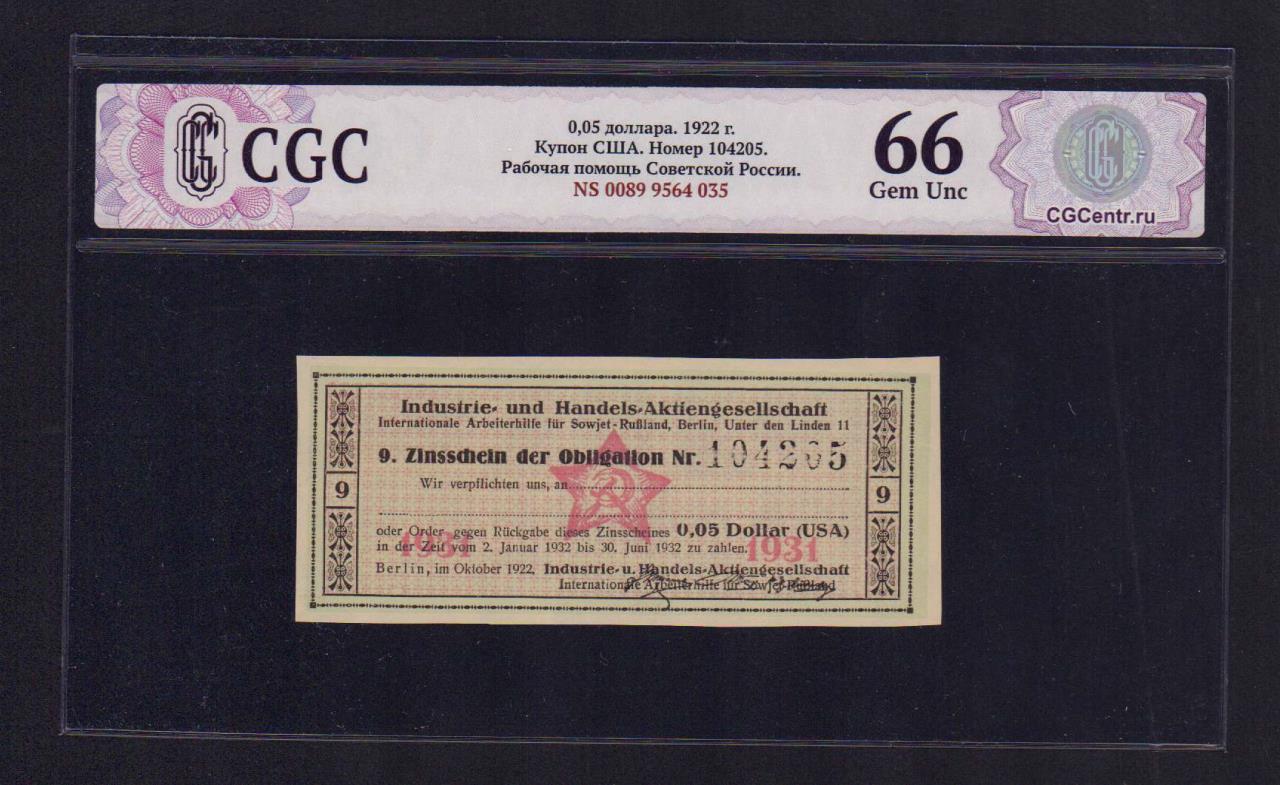 CGC
0,05 доллара. 1922 г.
Купон США. Номер 104205.
Рабочая помощь Советской России.
NS 0089 9564 035
66
Gem Unc
CGCentr.ru
Industrie- und Handels-Aktiengesellschaft
Internationale Arbeiterhilfe für Sowjet-Rußland, Berlin, Unter den Linden 11
9. Zinsschein der Obligation Nr. 104205
Wir verpflichten uns, an
9
9
oder Order gegen Rückgabe dieses Zinsscheines 0,05 Dollar (USA)
in der Zeit vom 2. Januar 1932 bis 30. Juni 1932 zu zahlen.
1931
1931
Berlin, im Oktober 1922. Industrie- u. Handels-Aktiengesellschaft
Internationale Arbeiterhilfe für Sowjet-Rußland